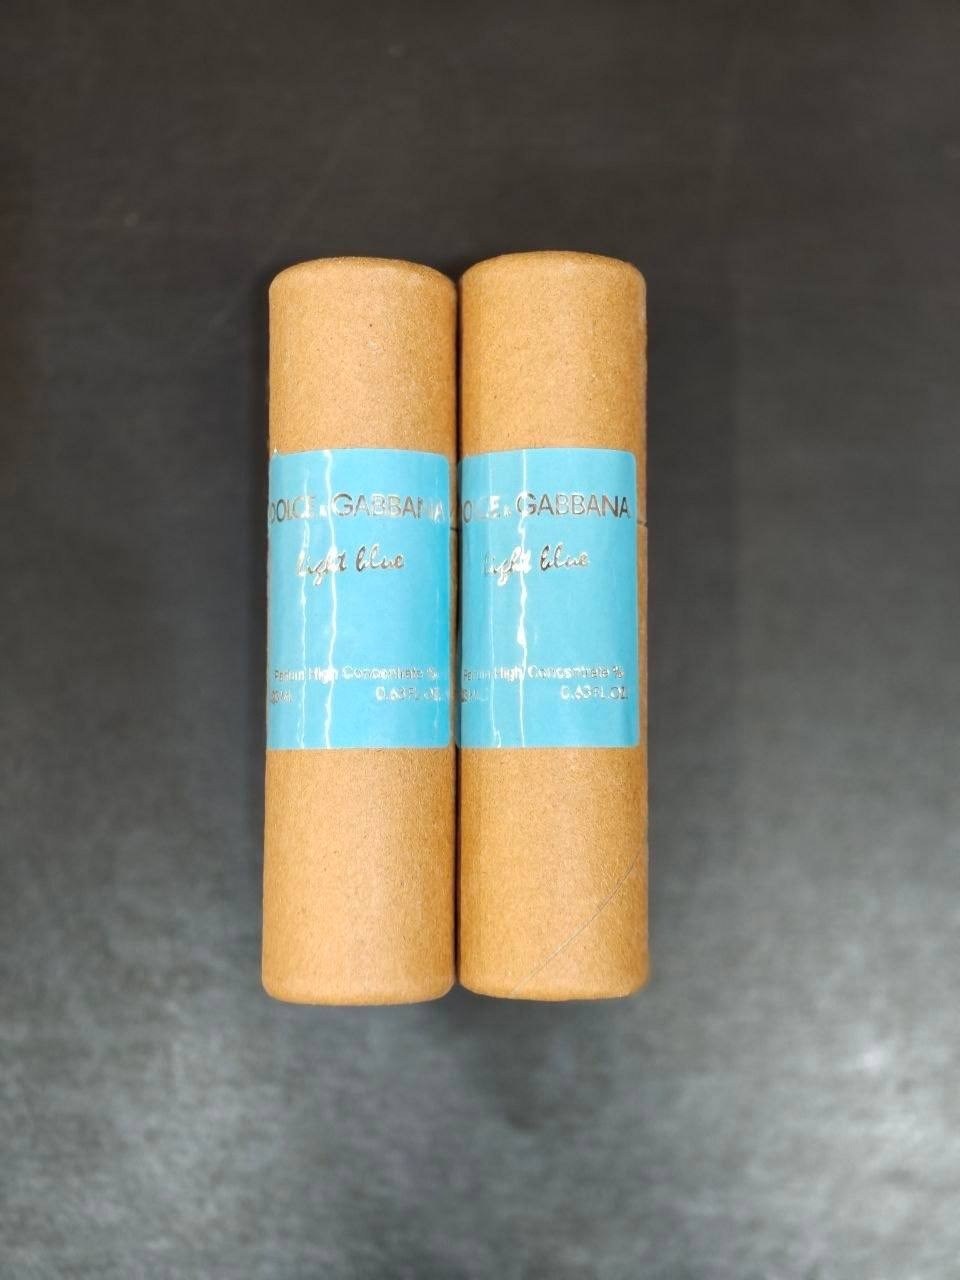 DOLCE & GABBANA
light blue
Parfum High Concentrate
0.63 FL.OZ.
DOLCE & GABBANA
light blue
Parfum High Concentrate
0.63 FL.OZ.